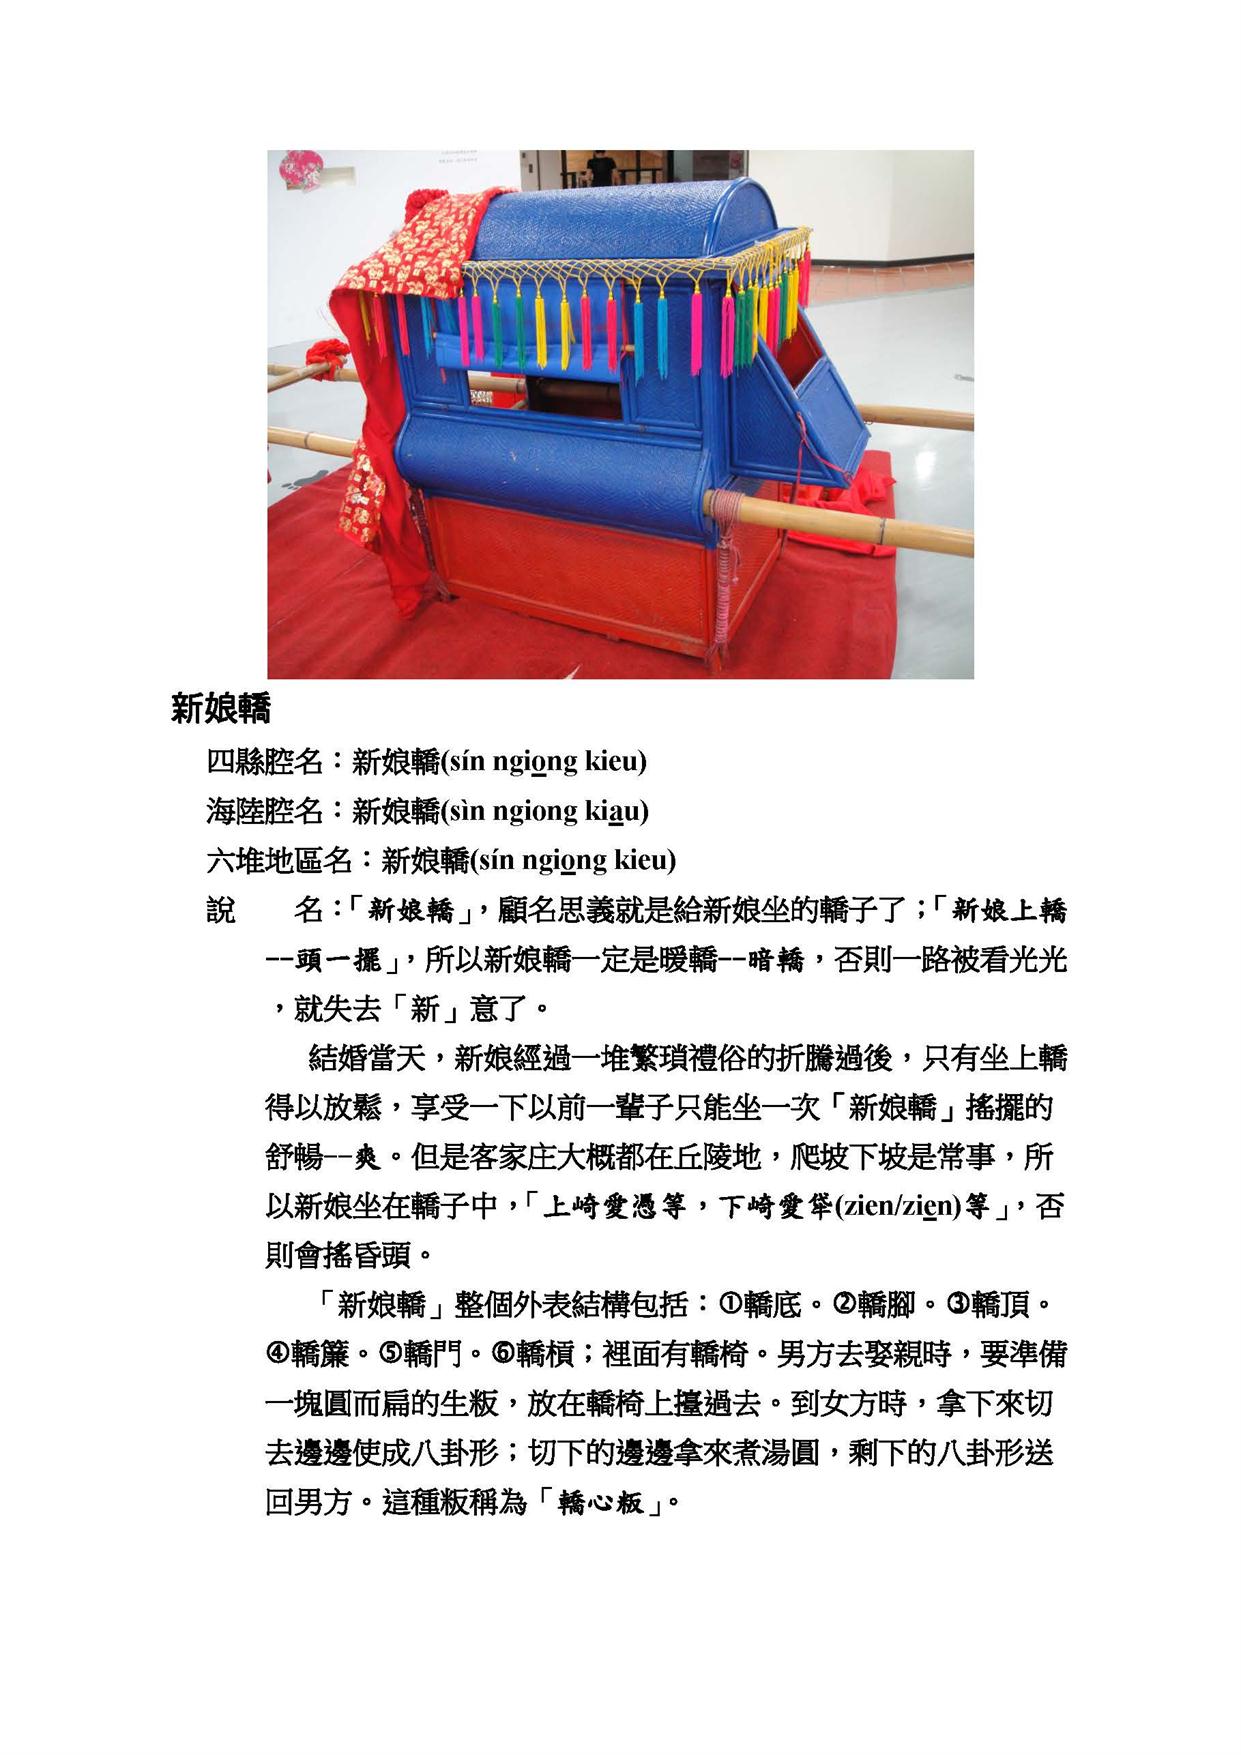 新娘轎
四縣腔名：新娘轎(sín ngiong kieu)
海陸腔名：新娘轎(sìn ngiong kiau)
六堆地區名：新娘轎(sín ngiong kieu)
說　　名：「新娘轎」，顧名思義就是給新娘坐的轎子了；「新娘上轎
--頭一擺」，所以新娘轎一定是暖轎--暗轎，否則一路被看光光
，就失去「新」意了。
結婚當天，新娘經過一堆繁瑣禮俗的折騰過後，只有坐上轎
得以放鬆，享受一下以前一輩子只能坐一次「新娘轎」搖擺的
舒暢--爽。但是客家庄大概都在丘陵地，爬坡下坡是常事，所
以新娘坐在轎子中，「上崎愛憑等，下崎愛牮(zien/zien)等」，否
則會搖昏頭。
「新娘轎」整個外表結構包括：①轎底。②轎腳。③轎頂。
④轎簾。⑤轎門。⑥轎槓；裡面有轎椅。男方去娶親時，要準備
一塊圓而扁的生粄，放在轎椅上擡過去。到女方時，拿下來切
去邊邊使成八卦形；切下的邊邊拿來煮湯圓，剩下的八卦形送
回男方。這種粄稱為「轎心粄」。